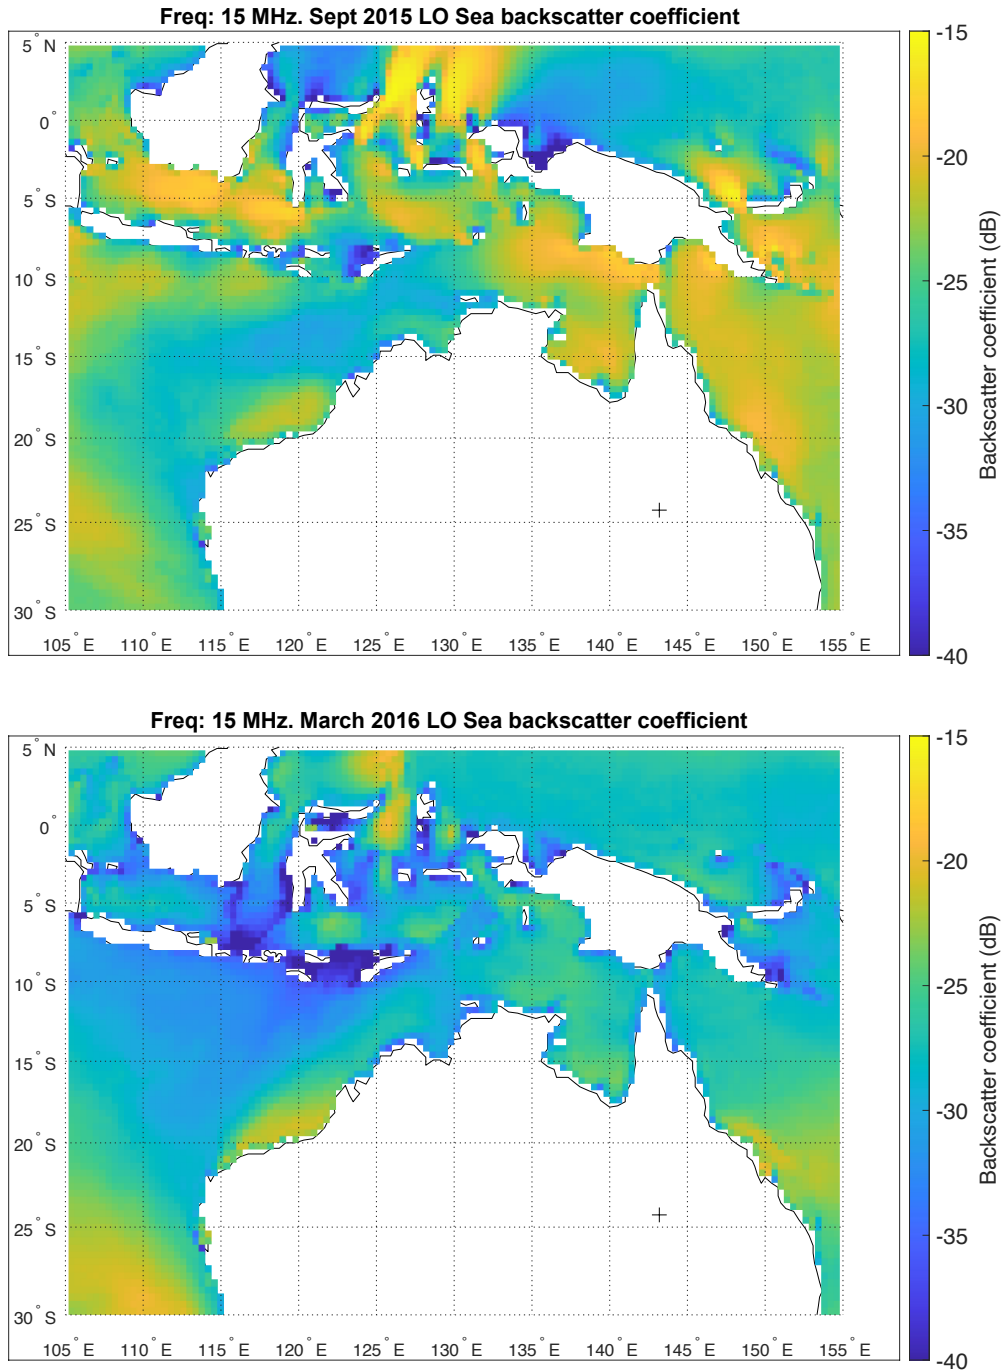 Freq: 15 MHz. Sept 2015 LO Sea backscatter coefficient
5° N
0°
5° S
10° S
15° S
20° S
25° S
30° S
105° E 110° E 115° E 120° E 125° E 130° E 135° E 140° E 145° E 150° E 155° E
-15
-20
-25
-30
-35
-40
Backscatter coefficient (dB)
Freq: 15 MHz. March 2016 LO Sea backscatter coefficient
5° N
0°
5° S
10° S
15° S
20° S
25° S
30° S
105° E 110° E 115° E 120° E 125° E 130° E 135° E 140° E 145° E 150° E 155° E
-15
-20
-25
-30
-35
-40
Backscatter coefficient (dB)